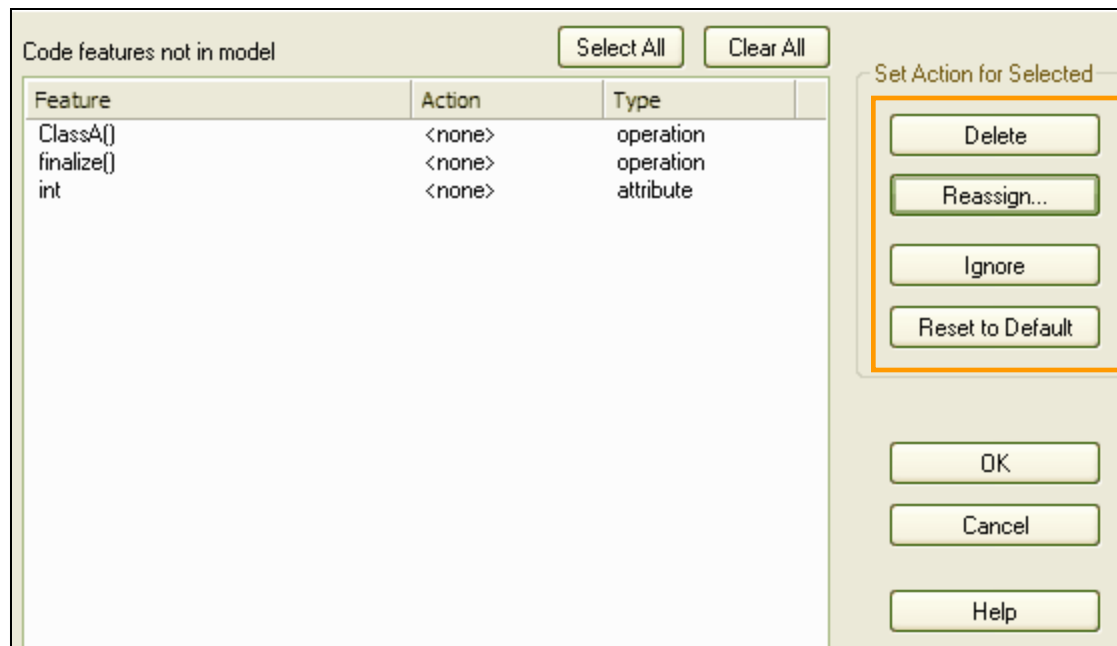 Code features not in model
Select All
Clear All
Feature Action Type
ClassA() <none> operation
finalize() <none> operation
int <none> attribute
Set Action for Selected
Delete
Reassign...
Ignore
Reset to Default
OK
Cancel
Help